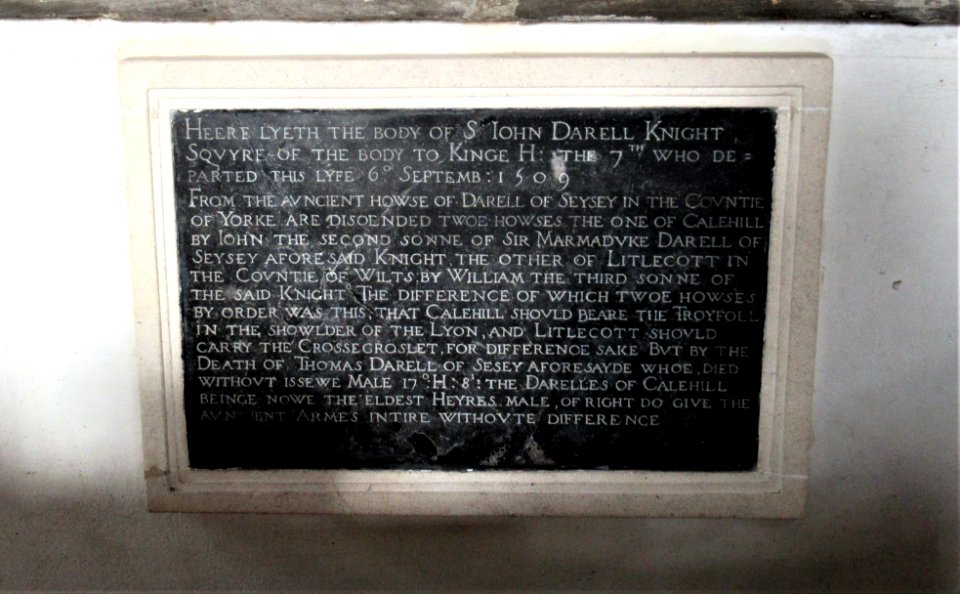 HEERE LYETH THE BODY OF Sr IOHN DARELL KNIGHT
SQVYRE OF THE BODY TO KINGE H: THE 7TH WHO DE=
PARTED THIS LYFE 6° SEPTEMB: 1509
FROM THE AVNCIENT HOWSE OF DARELL OF SEYSEY IN THE COVNTIE
OF YORKE ARE DISCENDED TWOE HOWSES THE ONE OF CALEHILL
BY IOHN THE SECOND SONNE OF SIR MARMADVKE DARELL OF
SEYSEY AFORESAID KNIGHT, THE OTHER OF LITLECOTT IN
THE COVNTIE OF WILTS: BY WILLIAM THE THIRD SONNE OF
THE SAID KNIGHT THE DIFFERENCE OF WHICH TWOE HOWSES
BY ORDER WAS THIS, THAT CALEHILL SHOVLD BEARE THE TROYFOLL
IN THE SHOWLDER OF THE LYON, AND LITLECOTT SHOVLD
CARRY THE CROSSECROSLET, FOR DIFFERENCE SAKE BUT BY THE
DEATH OF THOMAS DARELL OF SESEY AFORESAYDE WHOE DIED
WITHOVT ISSEWE MALE 17° H: 8: THE DARELLES OF CALEHILL
BEINGE NOWE THE ELDEST HEYRES MALE, OF RIGHT DO GIVE THE
AVNCIENT ARMES INTIRE WITHOVTE DIFFERENCE